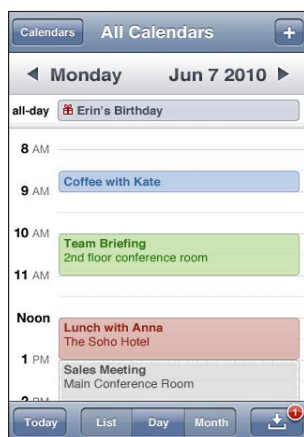 Calendars All Calendars +
Monday Jun 7 2010
all-day Erin's Birthday
8 AM
Coffee with Kate
9 AM
10 AM
Team Briefing
2nd floor conference room
11 AM
Noon
Lunch with Anna
The Soho Hotel
1 PM
Sales Meeting
Main Conference Room
2 PM
Today List Day Month 1